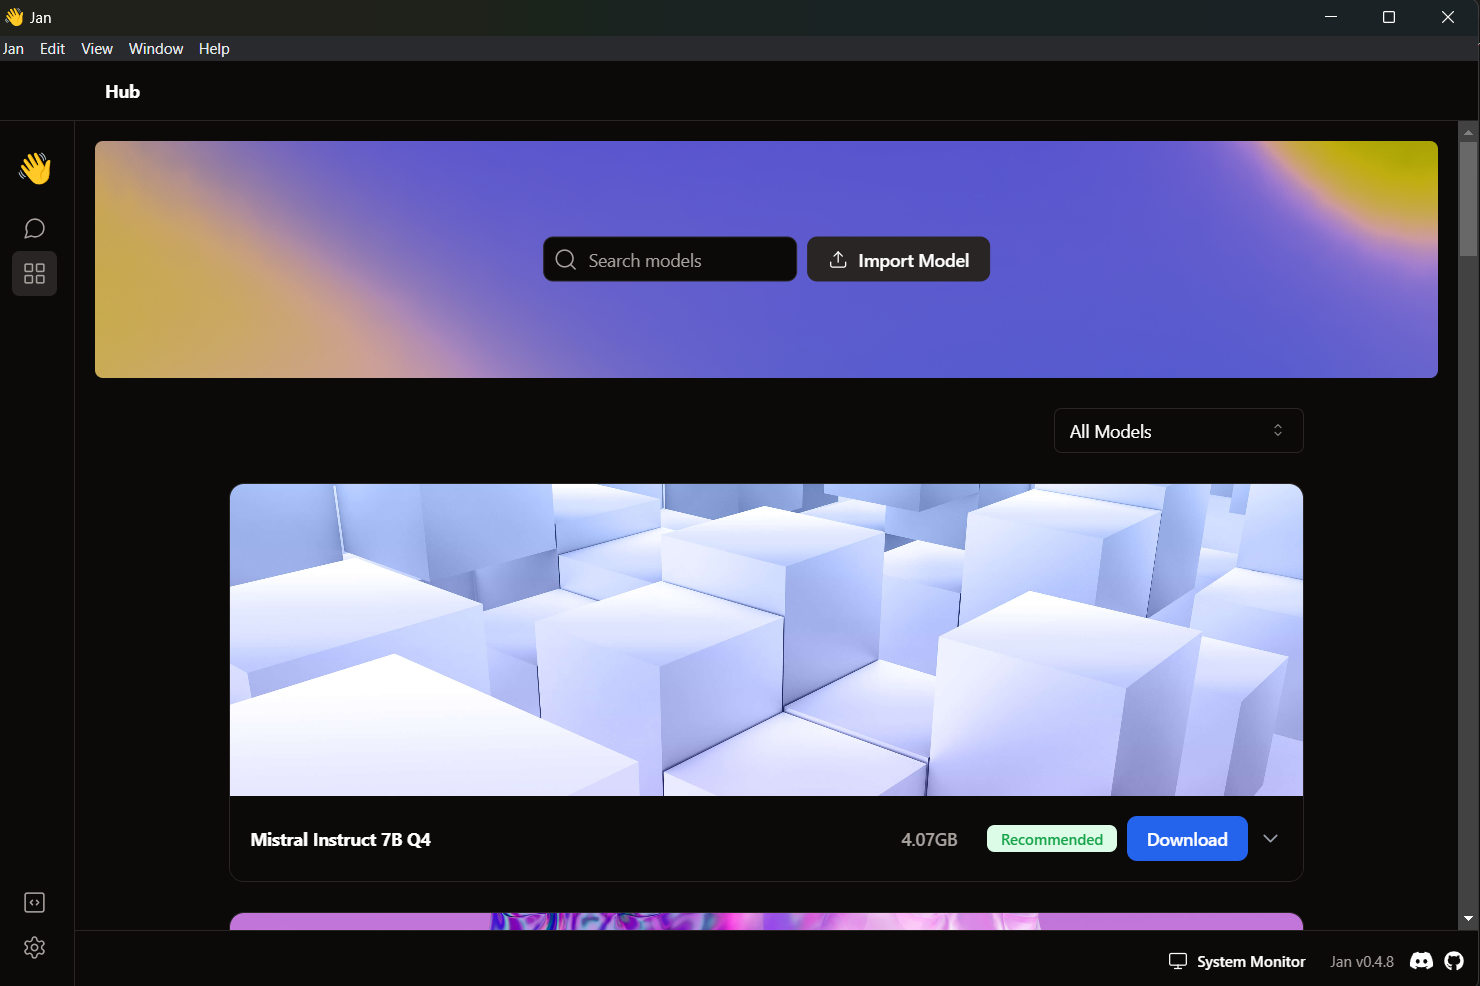 Jan
Jan Edit View Window Help
Hub
Search models
Import Model
All Models
Mistral Instruct 7B Q4
4.07GB
Recommended
Download
System Monitor
Jan v0.4.8